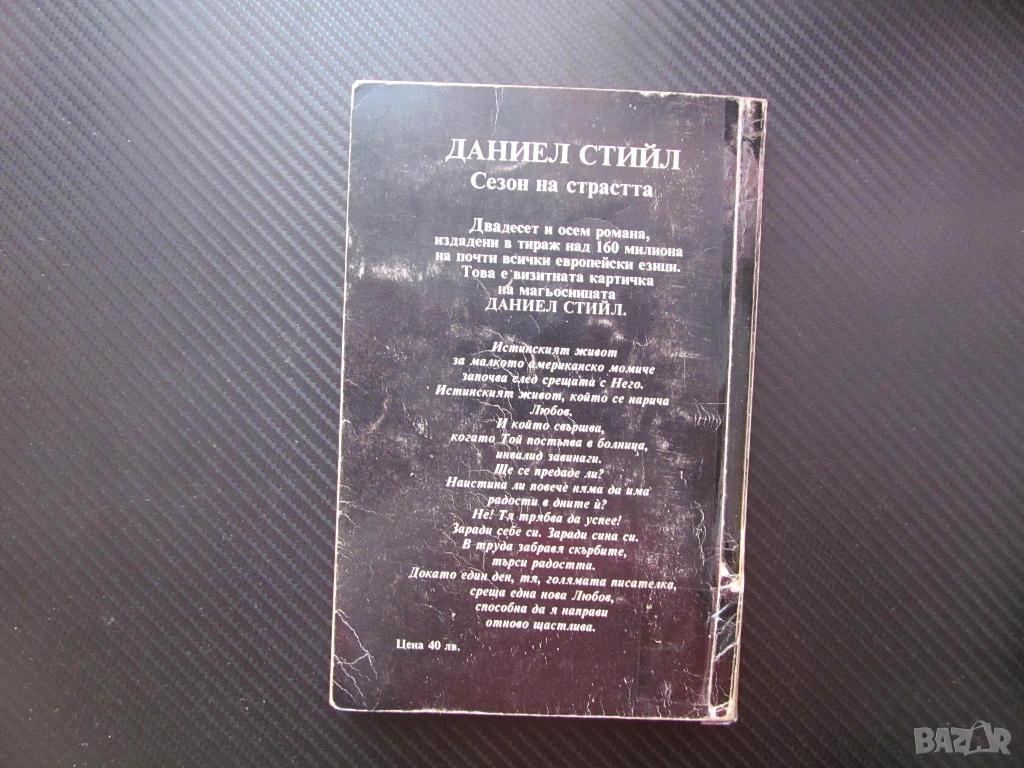 ДАНИЕЛ СТИЙЛ
Сезон на страстта
Двадесет и осем романа,
издадени в тираж над 160 милиона
на почти всички европейски езици.
Това е визитната картичка
на магьосницата
ДАНИЕЛ СТИЙЛ.
Истинският живот
за малкото американско момиче
започва след срещата с Него.
Истинският живот, който се нарича
Любов.
И който свършва,
когато Той постъпва в болница,
инвалид завинаги.
Ще се предаде ли?
Наистина ли повече няма да има
радости в дните ѝ?
Не! Тя трябва да успее!
Заради себе си. Заради сина си.
В труда забравя скърбите,
търси радостта.
Докато един ден, тя, голямата писателка,
среща една нова Любов,
способна да я направи
отново щастлива.
Цена 40 лв.
BAZAR